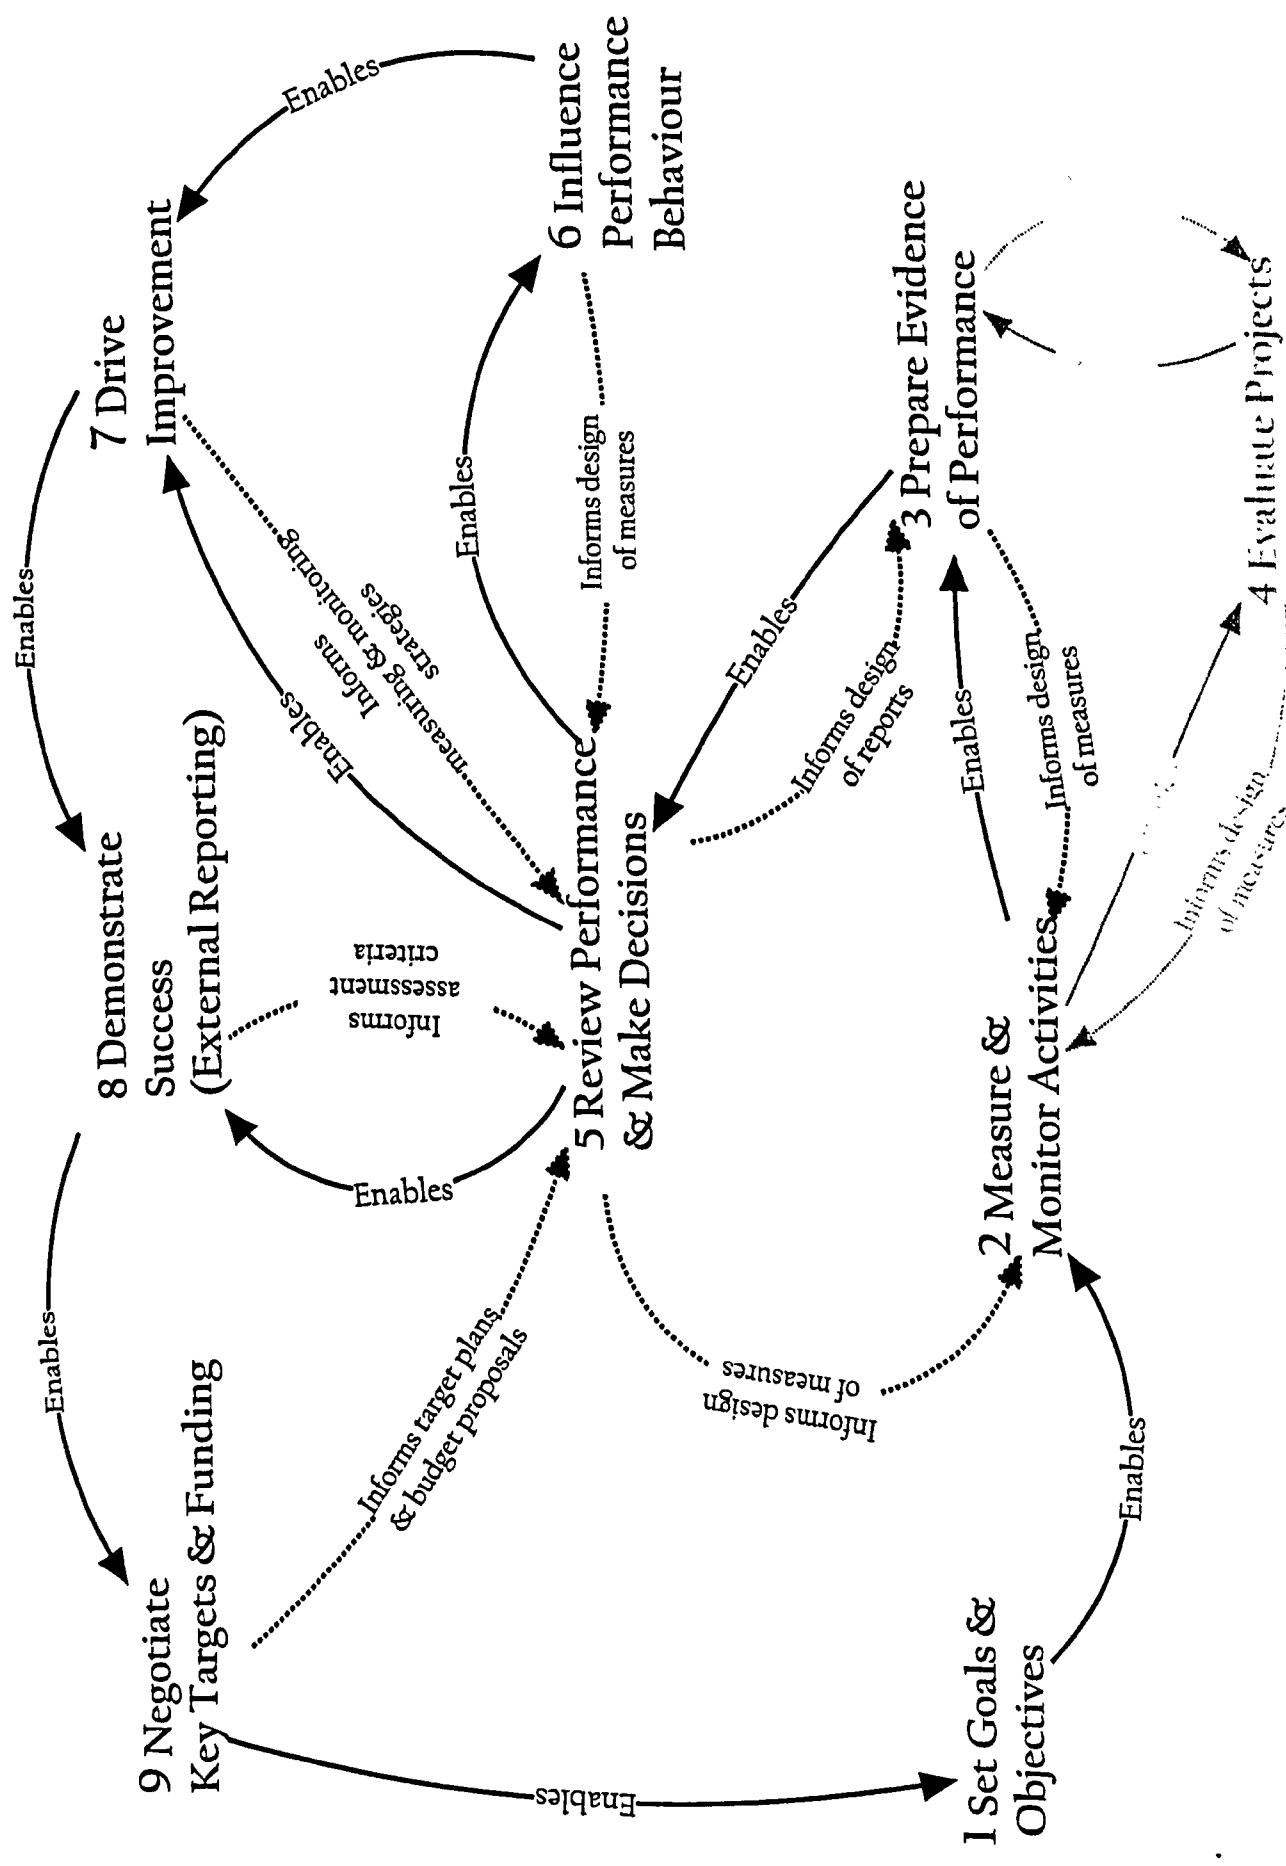 9 Negotiate
Key Targets & Funding
Enables
8 Demonstrate
Success
(External Reporting)
Enables
7 Drive
Improvement
Enables
6 Influence
Performance
Behaviour
Enables
Informs target plans
& budget proposals
Enables
Informs
assessment
criteria
Enables
Informs
measuring & monitoring
strategies
Enables
Informs design
of measures
5 Review Performance
& Make Decisions
Informs design
of measures
Enables
Informs design
of reports
3 Prepare Evidence
of Performance
1 Set Goals &
Objectives
Enables
2 Measure &
Monitor Activities
Enables
Informs design
of measures
Informs design
of measures
4 Evaluate Projects